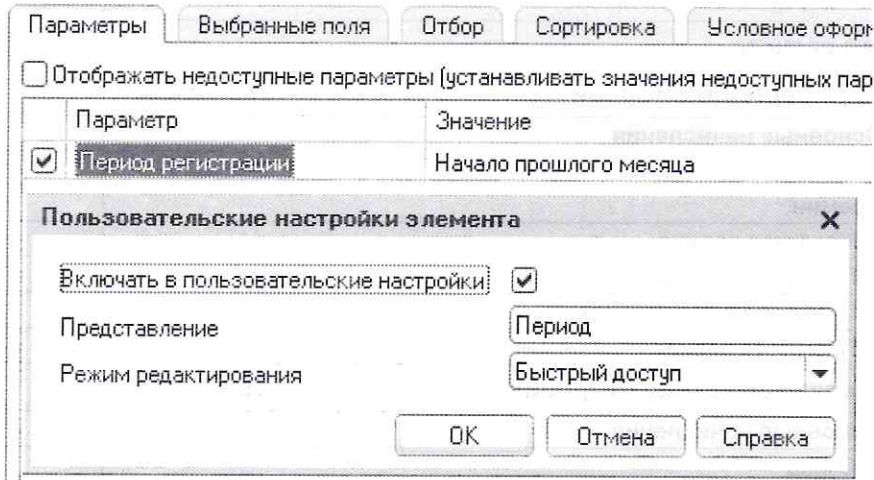 Параметры Выбранные поля Отбор Сортировка Условное оформ
Отображать недоступные параметры (устанавливать значения недоступных пар
Параметр Значение
Период регистрации Начало прошлого месяца
Пользовательские настройки элемента
Включать в пользовательские настройки
Представление Период
Режим редактирования Быстрый доступ
OK Отмена Справка